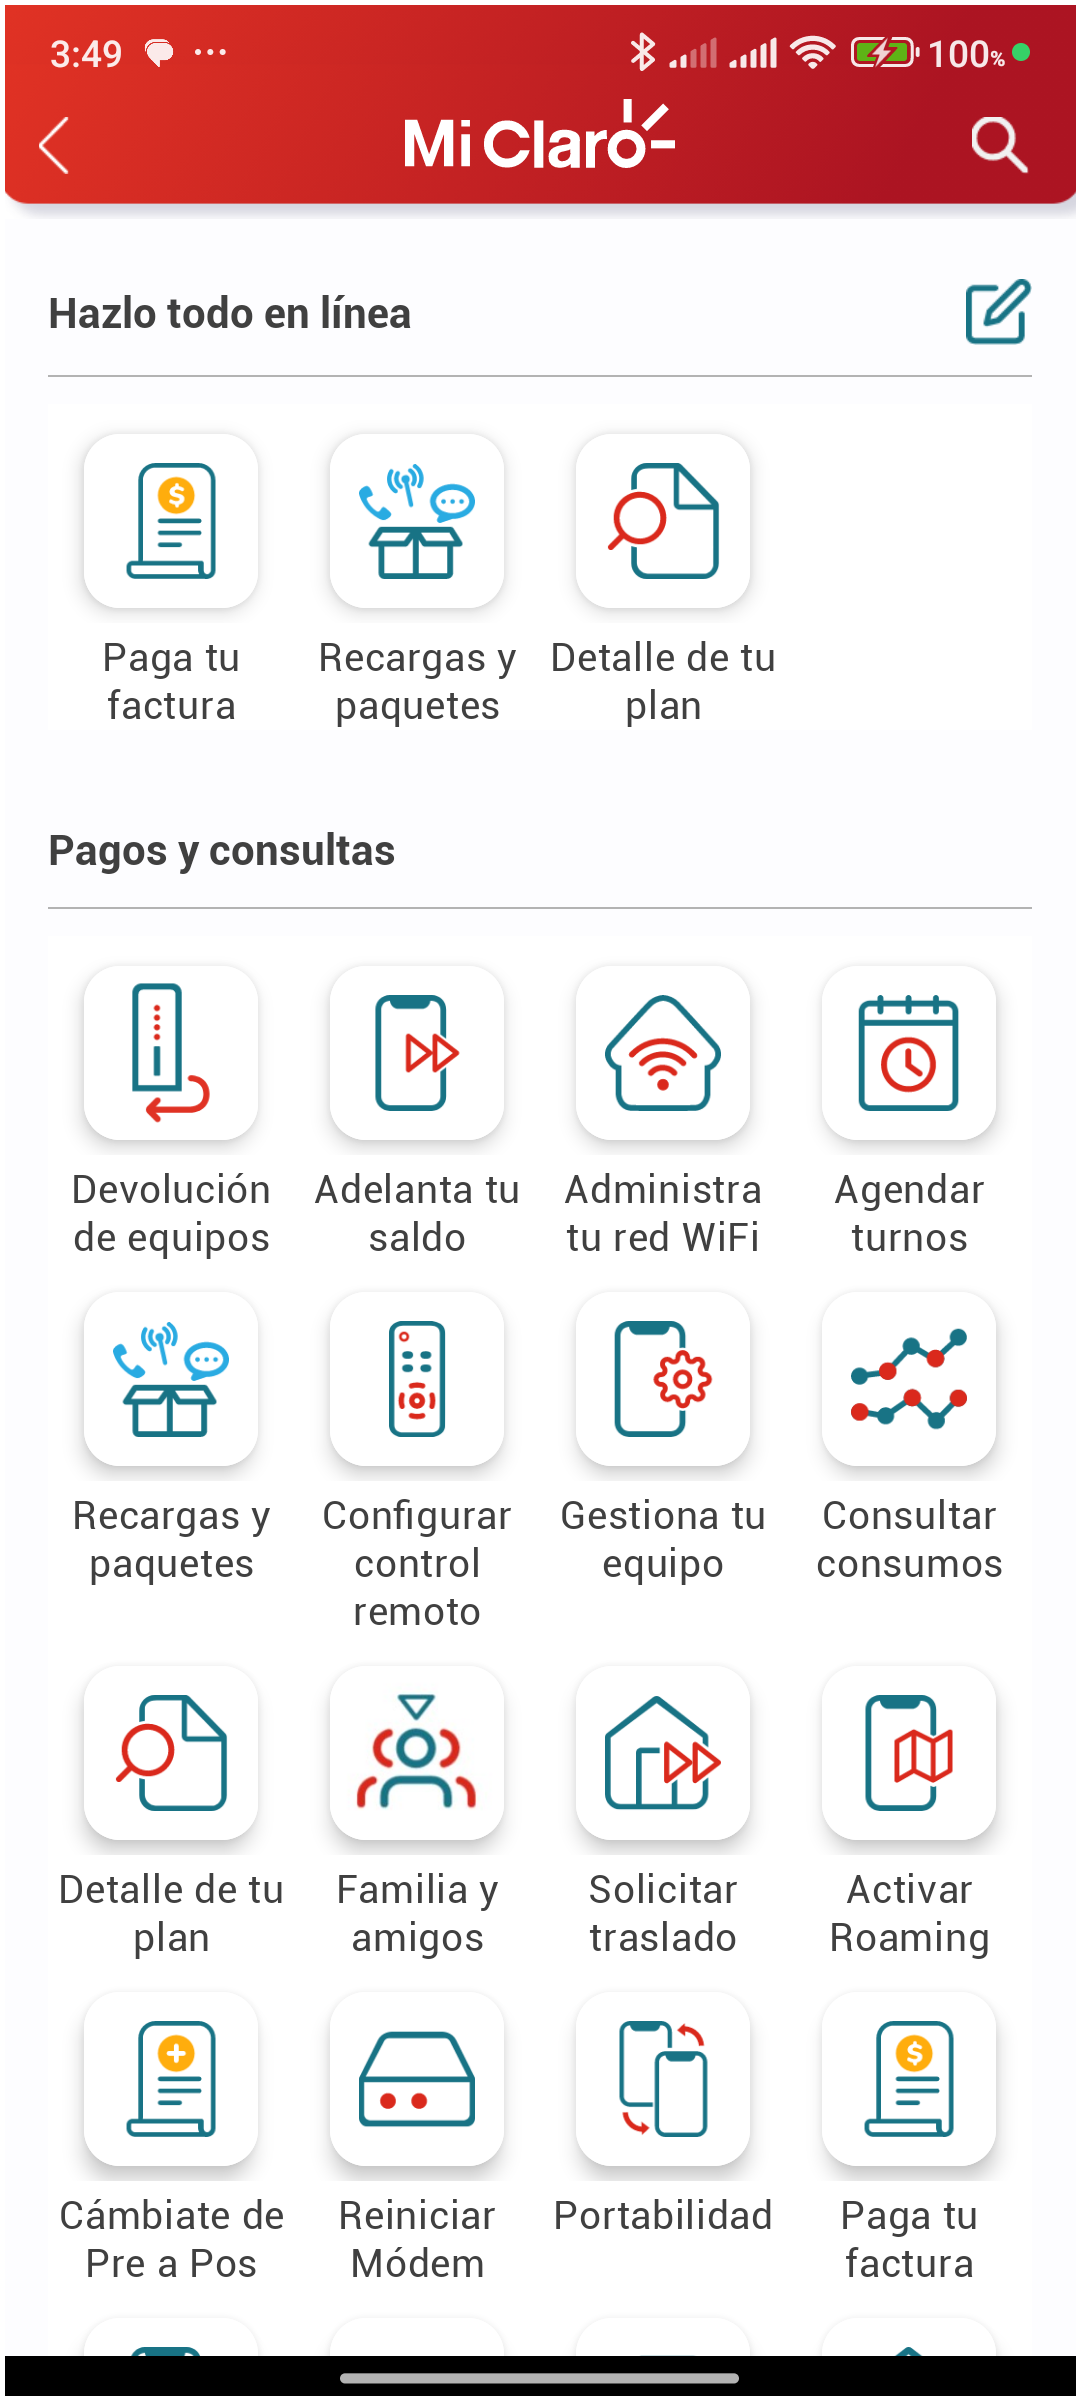 3:49
100%
Mi Claro
Hazlo todo en línea
Paga tu
factura
Recargas y
paquetes
Detalle de tu
plan
Pagos y consultas
Devolución
de equipos
Adelanta tu
saldo
Administra
tu red WiFi
Agendar
turnos
Recargas y
paquetes
Configurar
control
remoto
Gestiona tu
equipo
Consultar
consumos
Detalle de tu
plan
Familia y
amigos
Solicitar
traslado
Activar
Roaming
Cámbiate de
Pre a Pos
Reiniciar
Módem
Portabilidad
Paga tu
factura